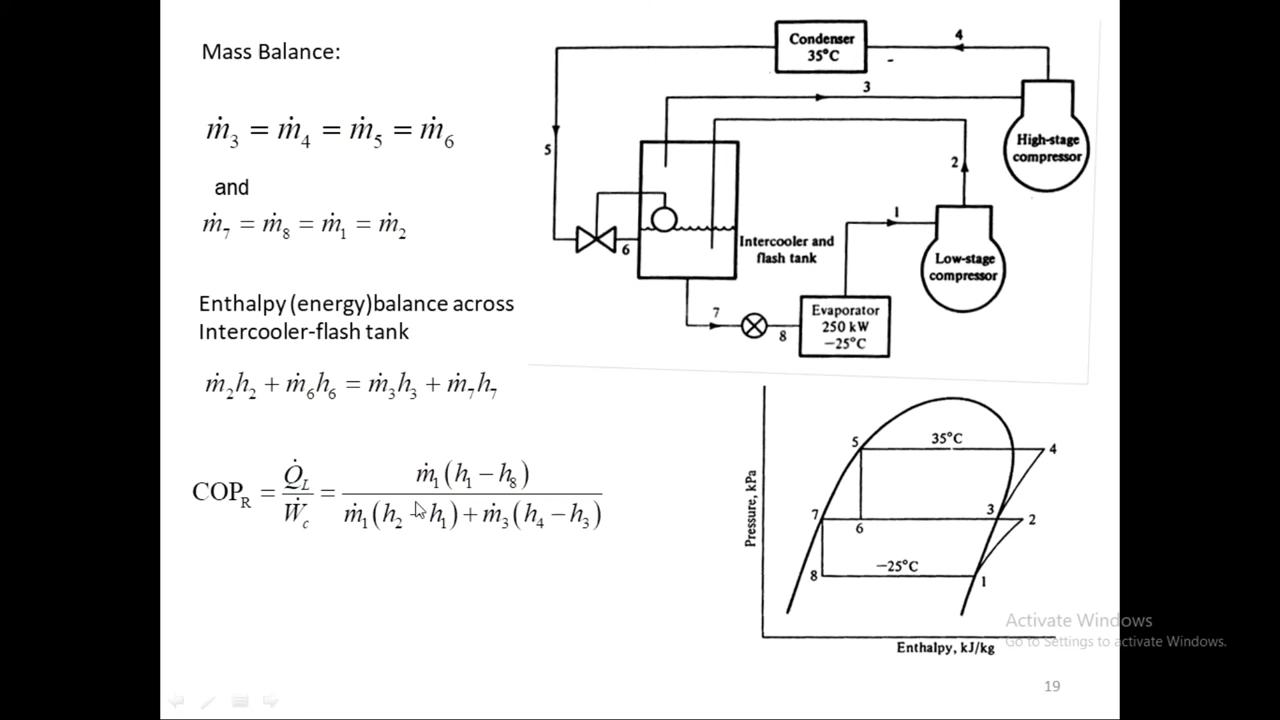 Mass Balance:
ṁ₃ = ṁ₄ = ṁ₅ = ṁ₆
and
ṁ₇ = ṁ₈ = ṁ₁ = ṁ₂
Enthalpy (energy)balance across
Intercooler-flash tank
ṁ₂h₂ + ṁ₆h₆ = ṁ₃h₃ + ṁ₇h₇
COP_R = Q̇_L / Ẇ_c = ṁ₁(h₁ − h₈) / ṁ₁(h₂ − h₁) + ṁ₃(h₄ − h₃)
Condenser
35°C
4
3
High-stage
compressor
5
2
1
6
Intercooler and
flash tank
Low-stage
compressor
7
8
Evaporator
250 kW
−25°C
Pressure, kPa
5
35°C
4
7
6
3
2
8
−25°C
1
Enthalpy, kJ/kg
Activate Windows
Go to Settings to activate Windows.
19